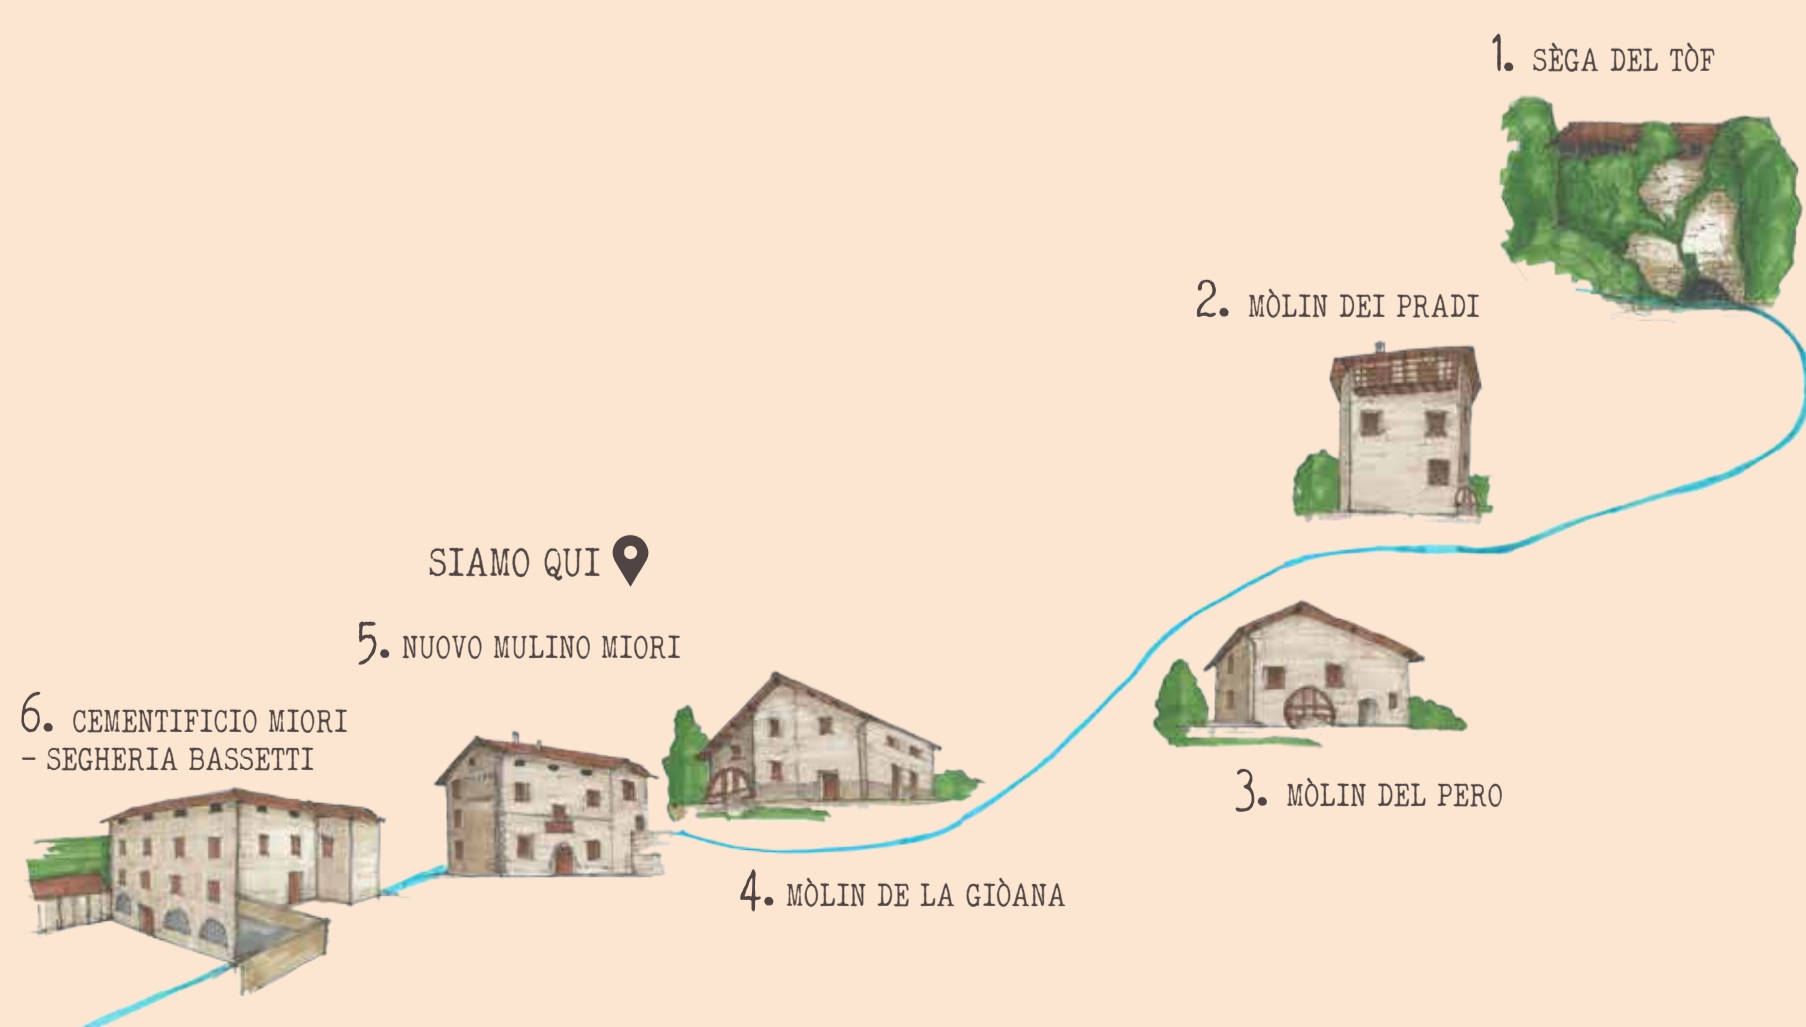 1. SÈGA DEL TÒF
2. MÒLIN DEI PRADI
SIAMO QUI
5. NUOVO MULINO MIORI
6. CEMENTIFICIO MIORI
- SEGHERIA BASSETTI
3. MÒLIN DEL PERO
4. MÒLIN DE LA GIÒANA